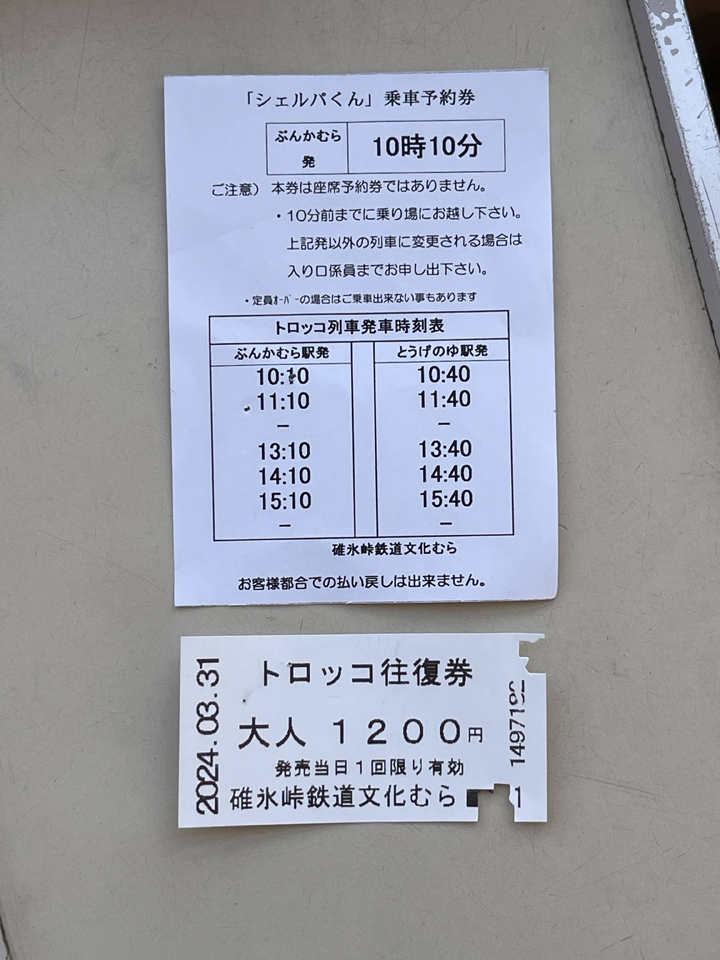 「シェルパくん」乗車予約券
ぶんかむら
発
10時10分
ご注意） 本券は座席予約券ではありません。
・10分前までに乗り場にお越し下さい。
上記発以外の列車に変更される場合は
入り口係員までお申し出下さい。
・定員ｵｰﾊﾞｰの場合はご乗車出来ない事もあります
トロッコ列車発車時刻表
ぶんかむら駅発 とうげのゆ駅発
10:10 10:40
11:10 11:40
– –
13:10 13:40
14:10 14:40
15:10 15:40
– –
碓氷峠鉄道文化むら
お客様都合での払い戻しは出来ません。
2024.03.31
トロッコ往復券
大人 1200円
発売当日1回限り有効
碓氷峠鉄道文化むら
1